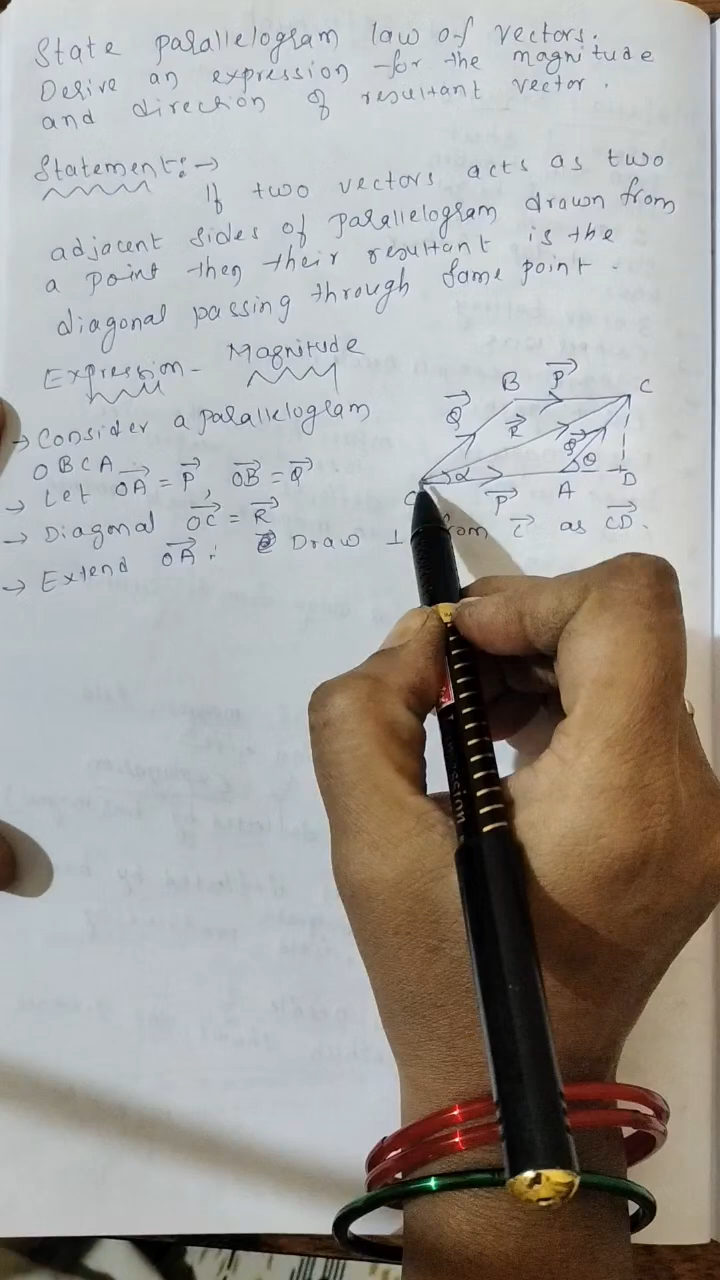 State parallelogram law of vectors.
Derive an expression for the magnitude
and direction of resultant vector.
Statement:→
If two vectors acts as two
adjacent sides of parallelogram drawn from
a point then their resultant is the
diagonal passing through same point.
Expression- Magnitude
→ Consider a parallelogram
OBCA
→ Let OA⃗ = P⃗, OB⃗ = Q⃗
→ Diagonal OC⃗ = R⃗
→ Extend OA⃗. Draw ⊥ from C⃗ as CD⃗.
B P⃗ C
Q⃗ R⃗ Q⃗
α θ
P⃗ A D